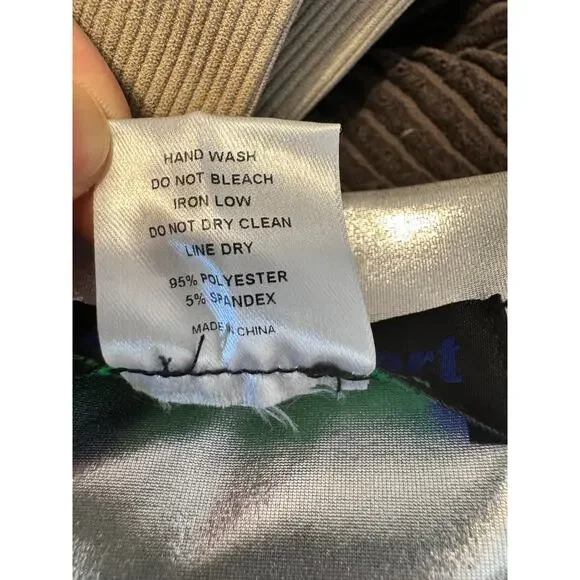 HAND WASH
DO NOT BLEACH
IRON LOW
DO NOT DRY CLEAN
LINE DRY
95% POLYESTER
5% SPANDEX
MADE IN CHINA